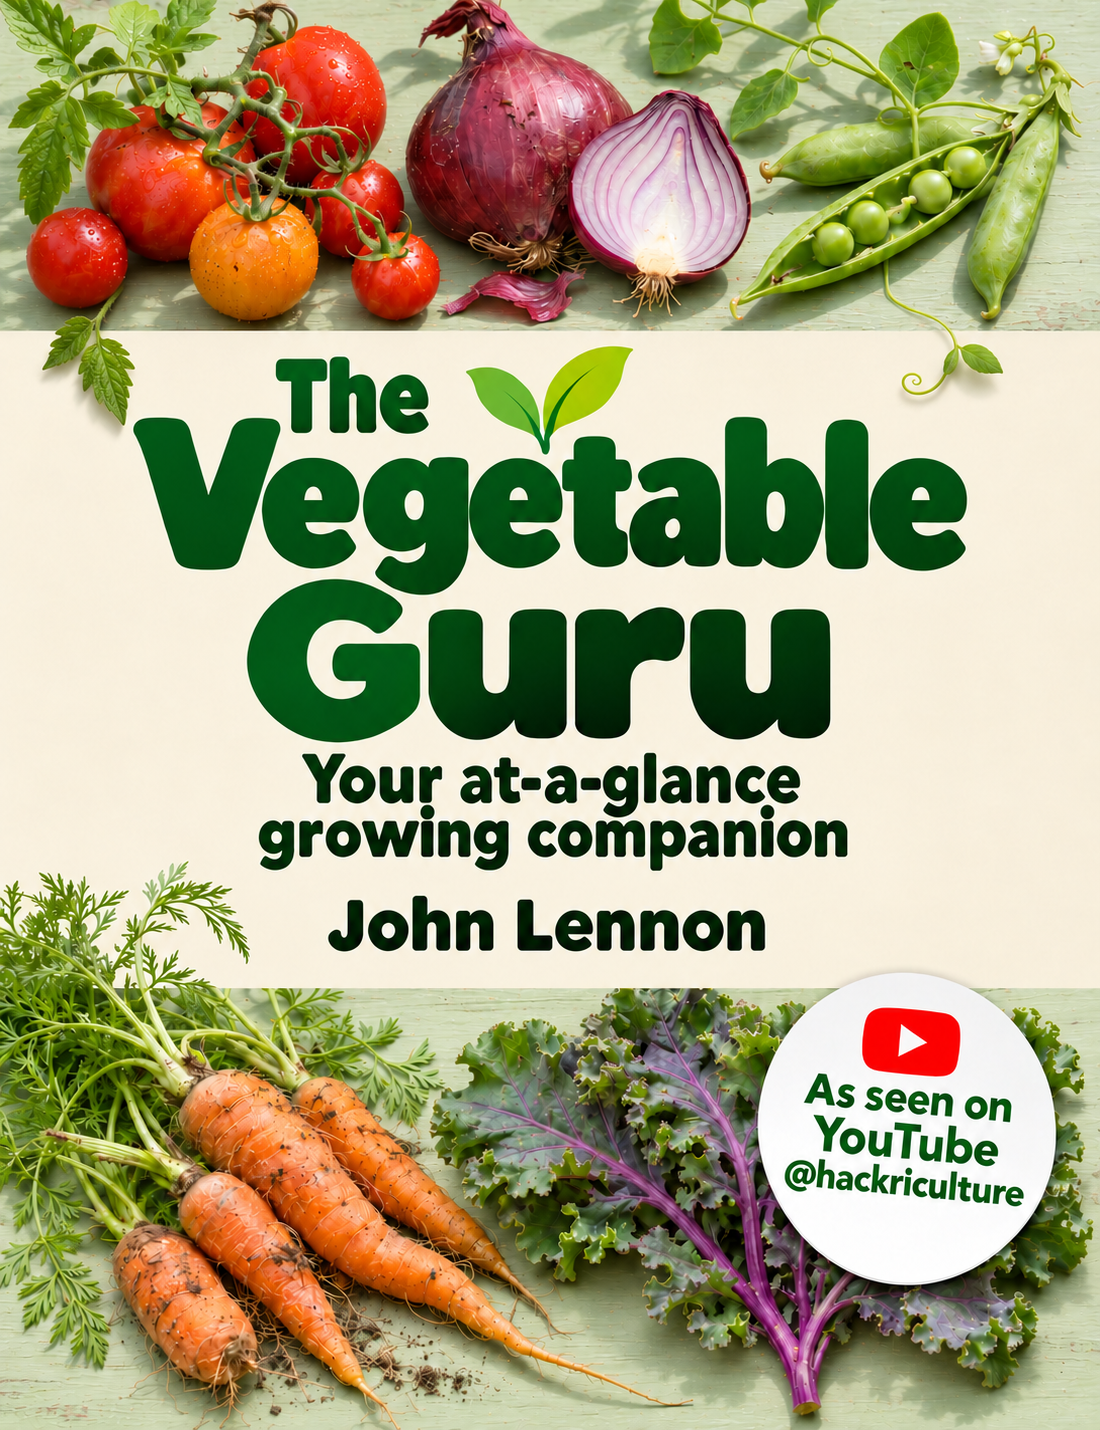 The
Vegetable
Guru
Your at-a-glance
growing companion
John Lennon
As seen on
YouTube
@hackriculture